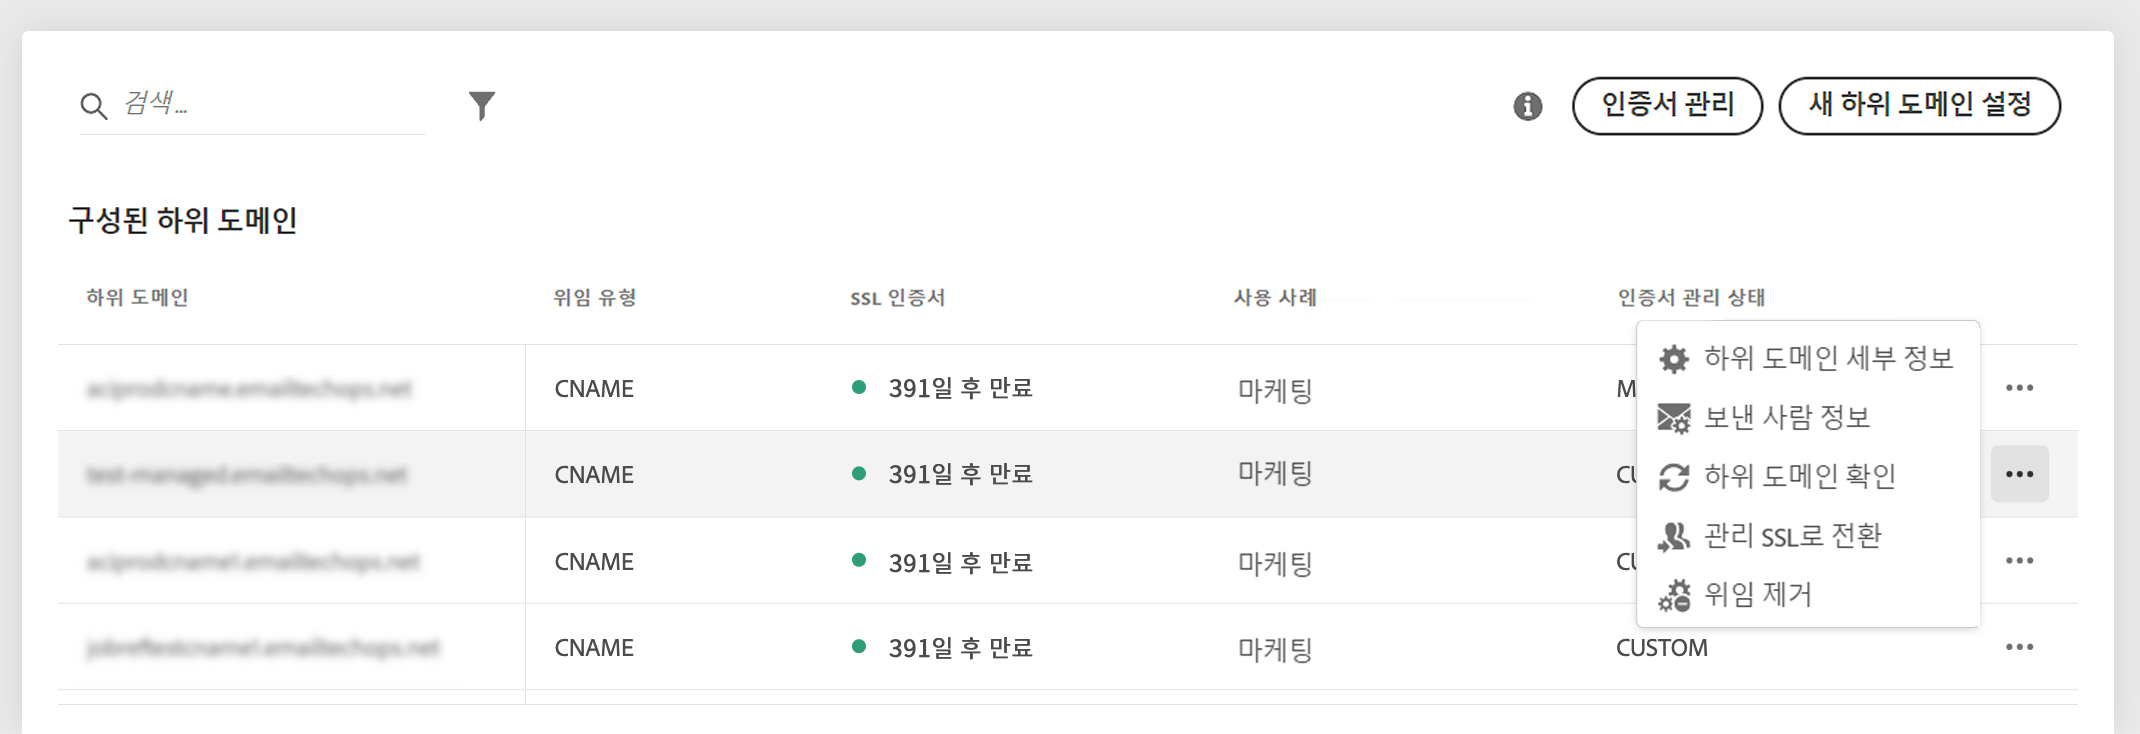 검색...
인증서 관리
새 하위 도메인 설정
구성된 하위 도메인
하위 도메인 위임 유형 SSL 인증서 사용 사례 인증서 관리 상태
CNAME 391일 후 만료 마케팅 M
CNAME 391일 후 만료 마케팅 CU
CNAME 391일 후 만료 마케팅 CU
CNAME 391일 후 만료 마케팅 CUSTOM
하위 도메인 세부 정보
보낸 사람 정보
하위 도메인 확인
관리 SSL로 전환
위임 제거